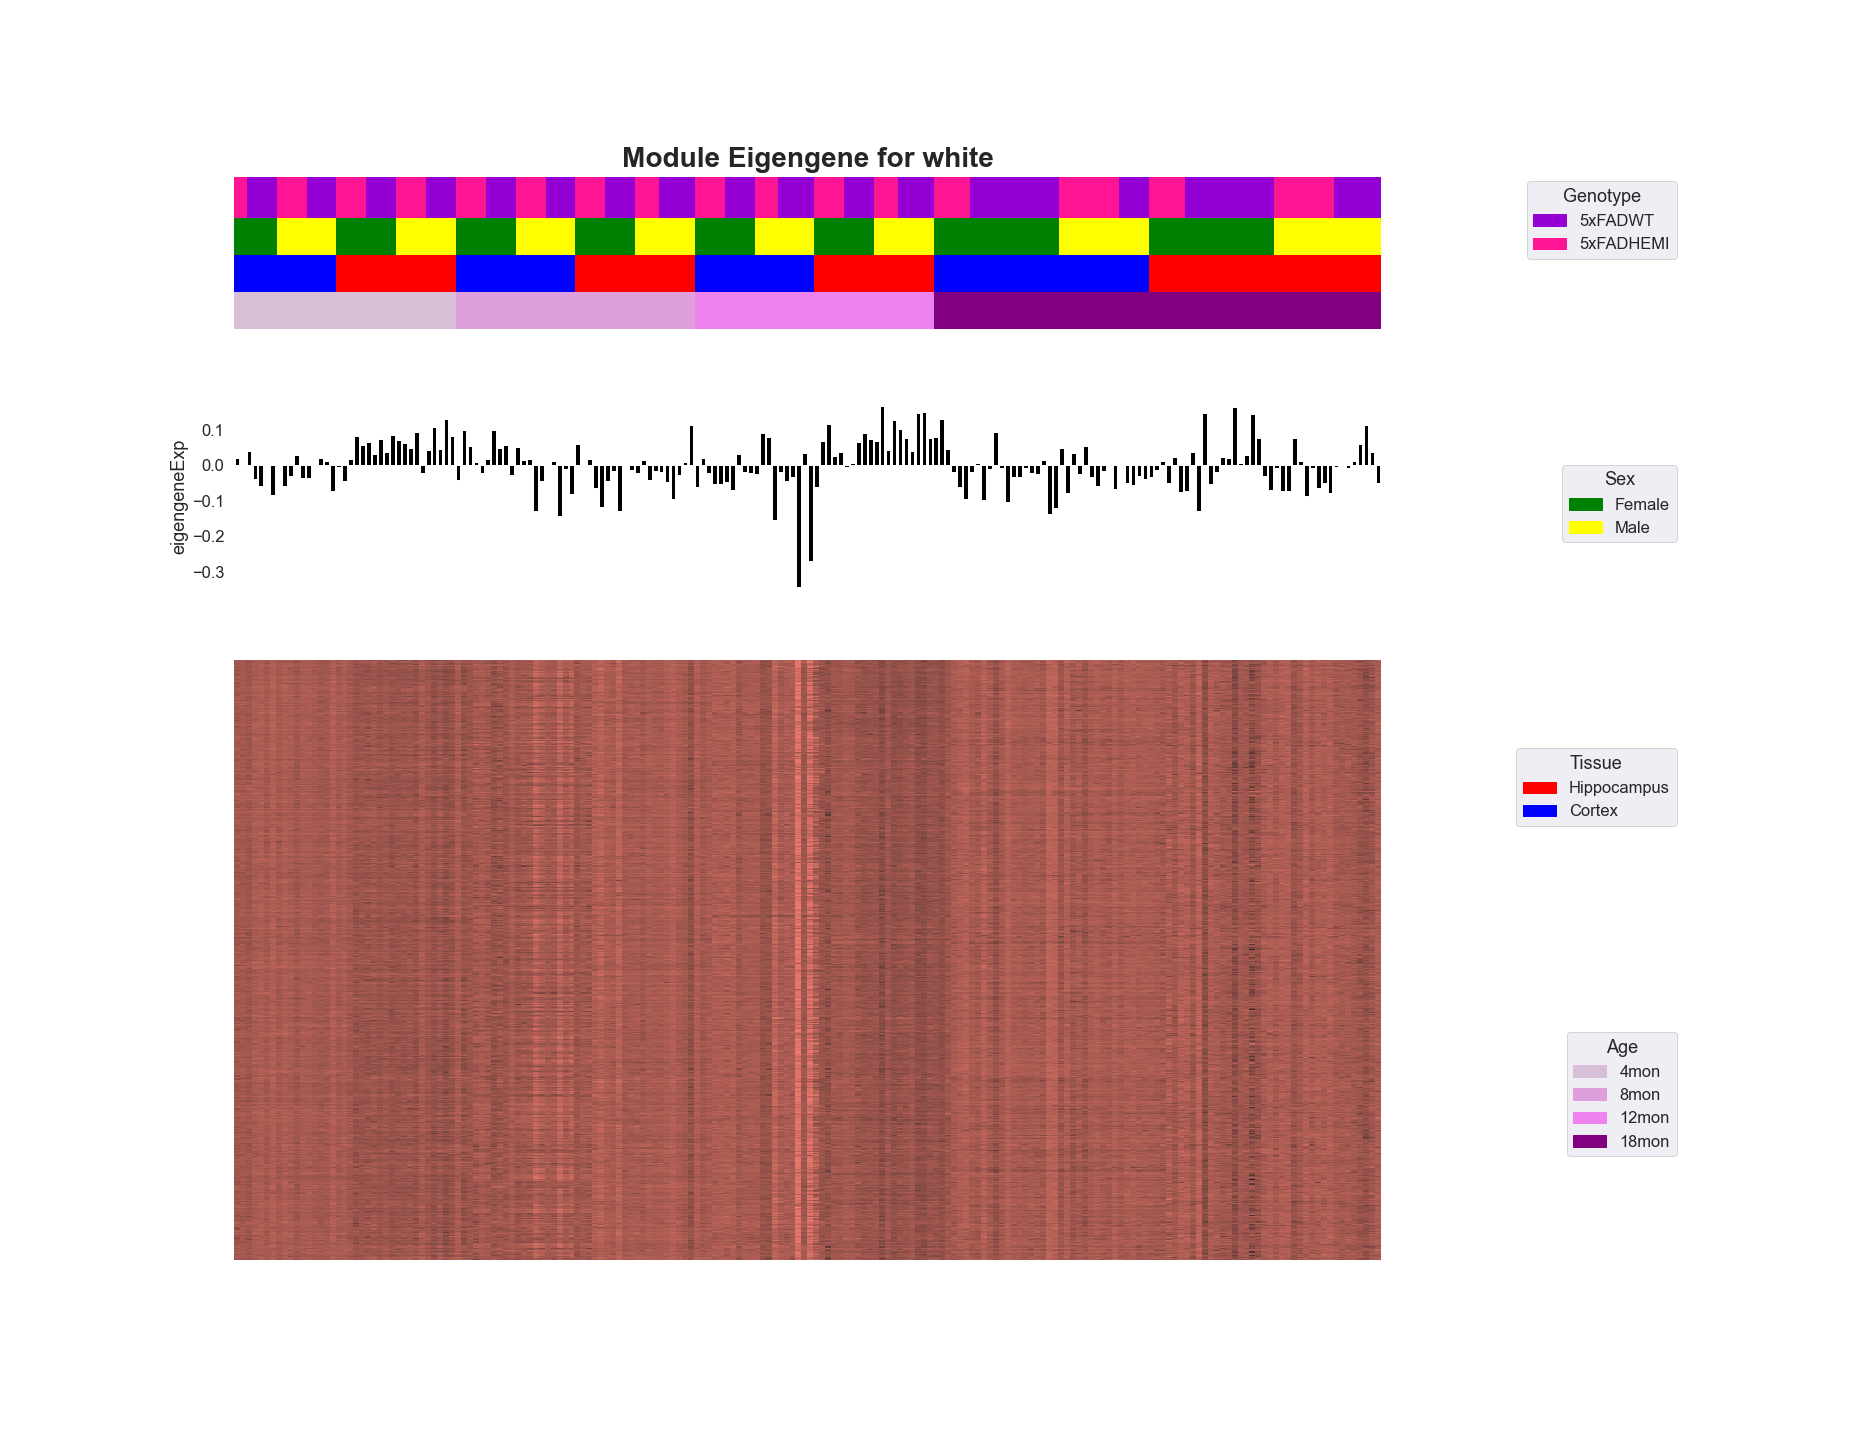 Module Eigengene for white
Genotype
5xFADWT
5xFADHEMI
eigengeneExp
0.1
0.0
−0.1
−0.2
−0.3
Sex
Female
Male
Tissue
Hippocampus
Cortex
Age
4mon
8mon
12mon
18mon